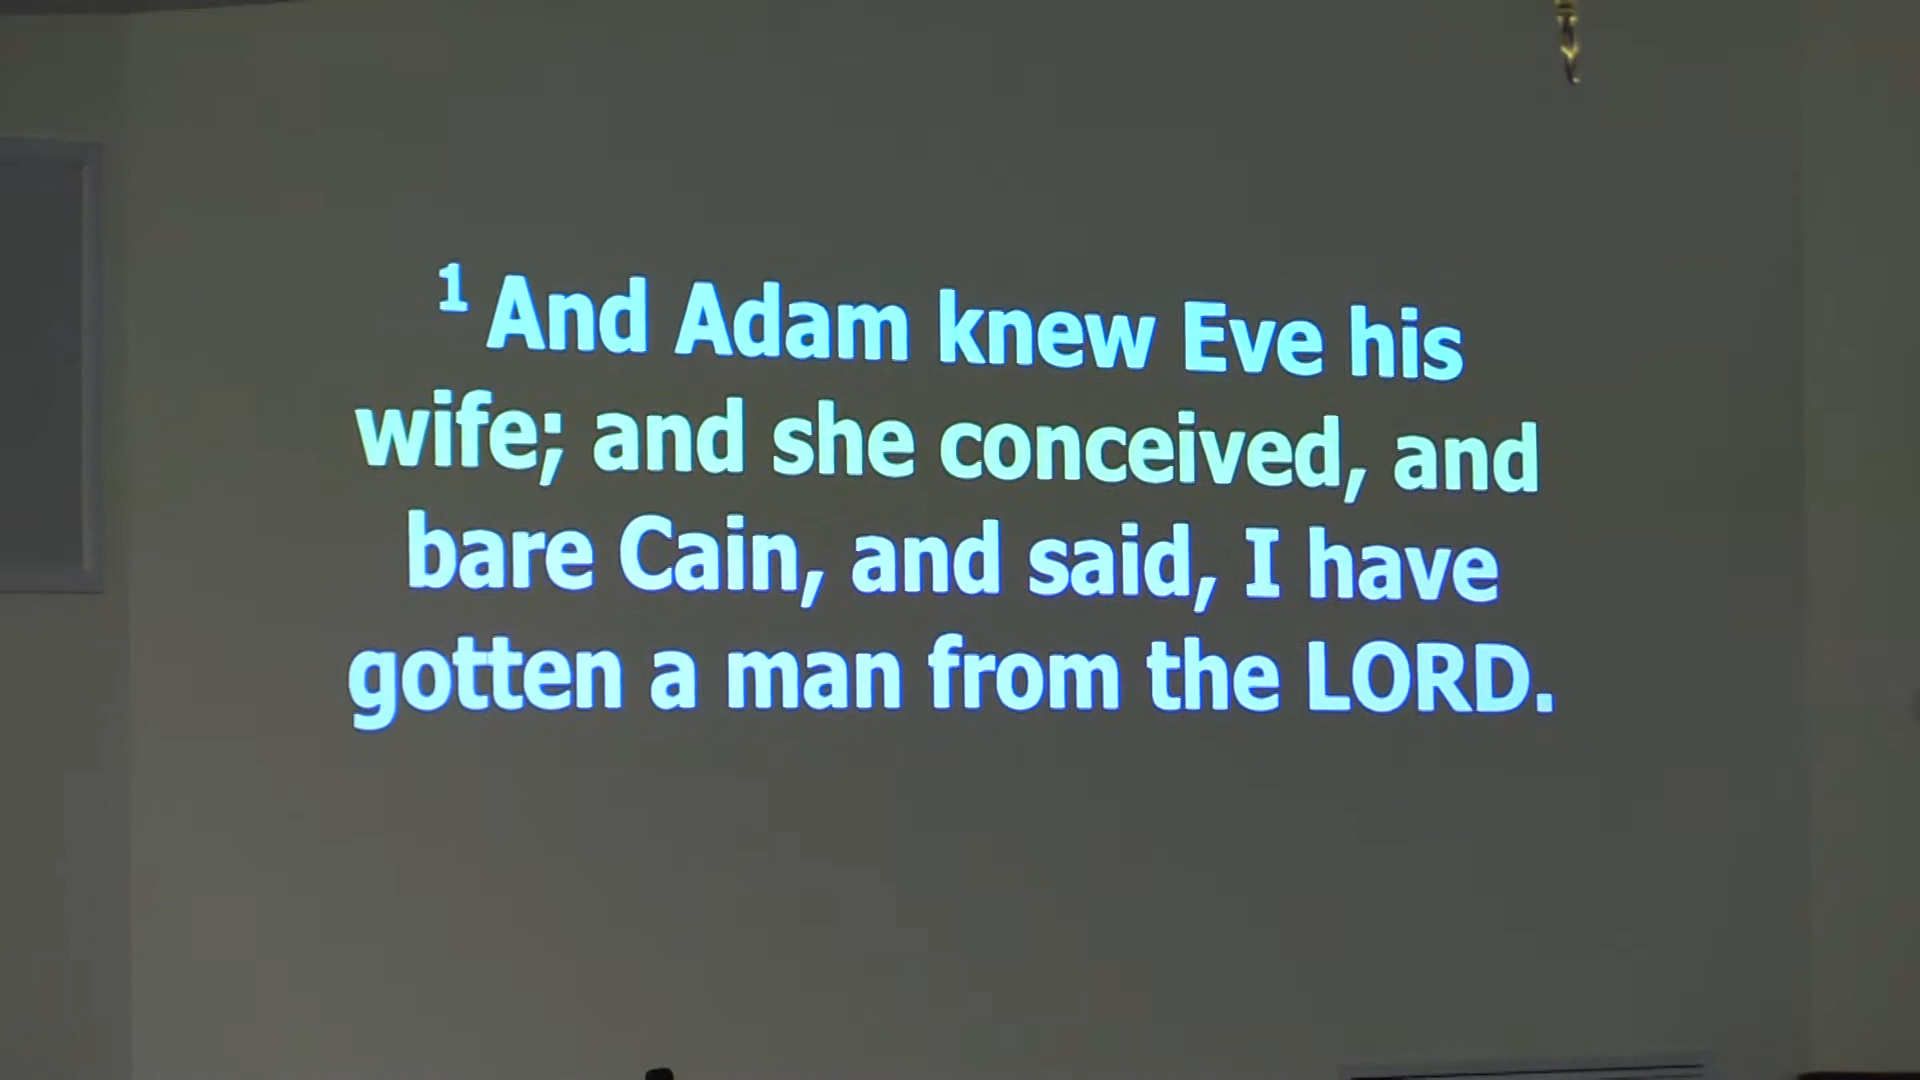 1 And Adam knew Eve his
wife; and she conceived, and
bare Cain, and said, I have
gotten a man from the LORD.